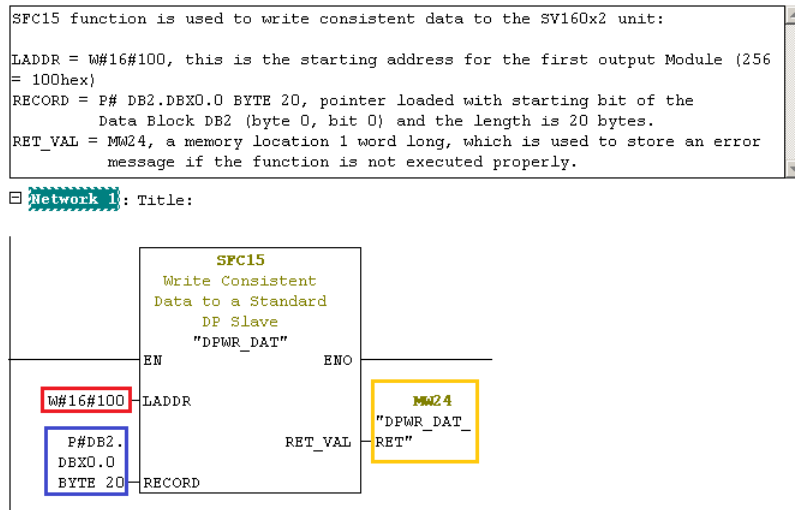 SFC15 function is used to write consistent data to the SV160x2 unit:
LADDR = W#16#100, this is the starting address for the first output Module (256
= 100hex)
RECORD = P# DB2.DBX0.0 BYTE 20, pointer loaded with starting bit of the
Data Block DB2 (byte 0, bit 0) and the length is 20 bytes.
RET_VAL = MW24, a memory location 1 word long, which is used to store an error
message if the function is not executed properly.
Network 1: Title:
SFC15
Write Consistent
Data to a Standard
DP Slave
"DPWR_DAT"
EN ENO
W#16#100 LADDR
MW24
"DPWR_DAT_
RET_VAL RET"
P#DB2.
DBX0.0
BYTE 20 RECORD